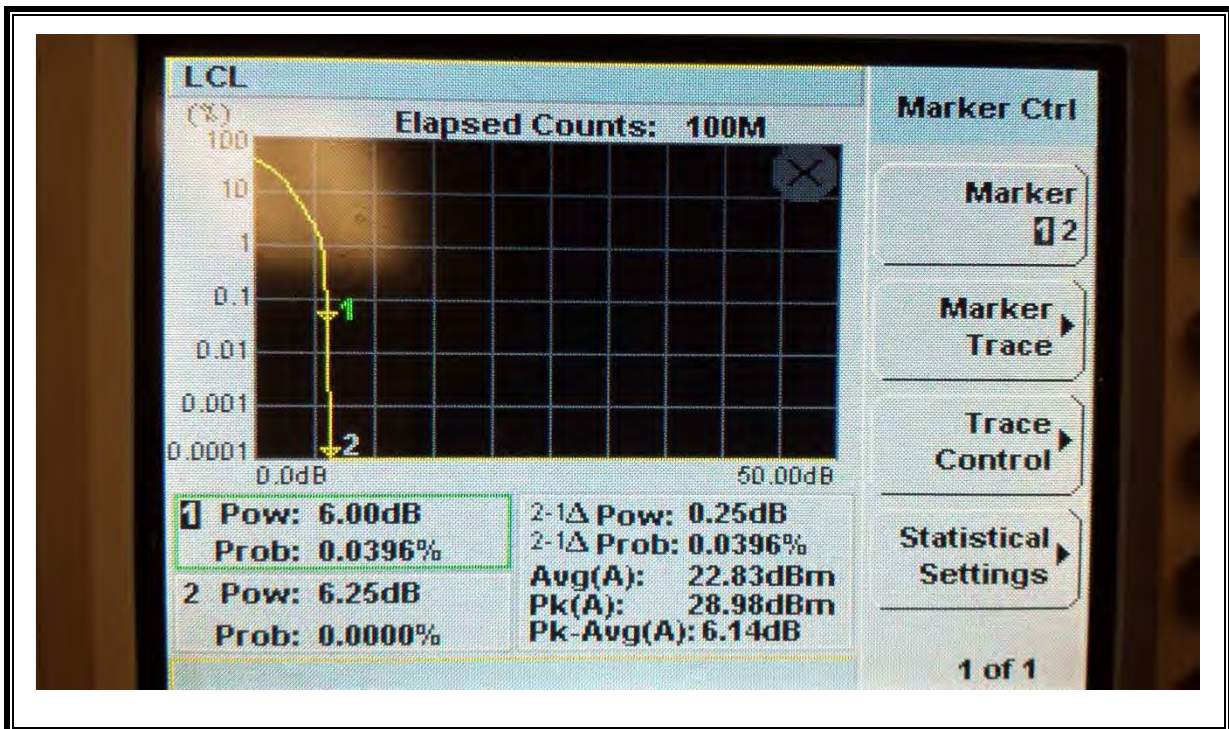 LCL
(%)
Elapsed Counts: 100M
100
10
1
0.1
0.01
0.001
0.0001
1
2
0.0dB
50.00dB
1 Pow: 6.00dB
Prob: 0.0396%
2 Pow: 6.25dB
Prob: 0.0000%
2-1Δ Pow: 0.25dB
2-1Δ Prob: 0.0396%
Avg(A): 22.83dBm
Pk(A): 28.98dBm
Pk-Avg(A): 6.14dB
Marker Ctrl
Marker
1 2
Marker
Trace
Trace
Control
Statistical
Settings
1 of 1